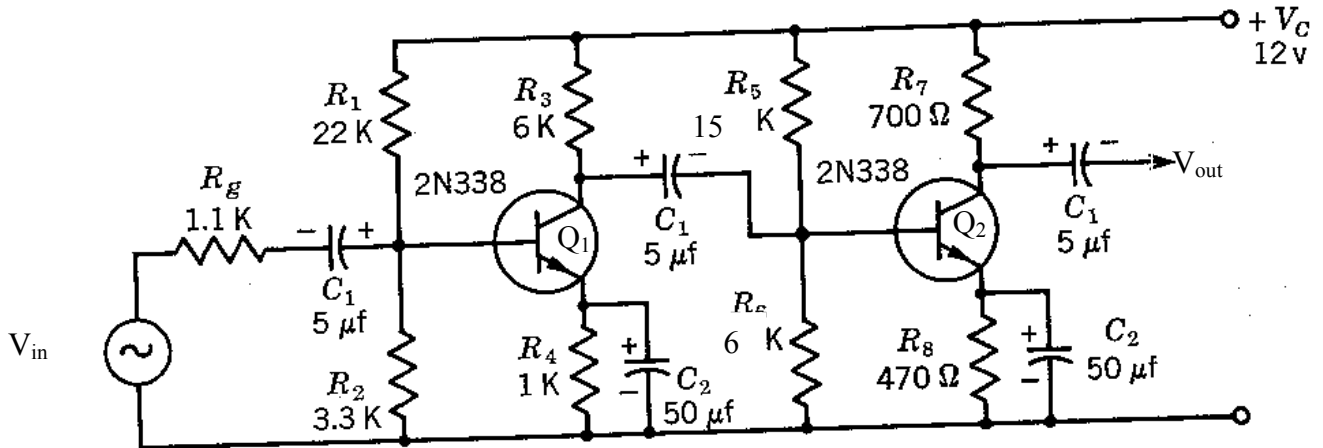 + V_C
12 v
R_1
22 K
R_3
6 K
15
R_5
K
R_7
700 Ω
R_g
1.1 K
2N338
2N338
+ −
C_1
5 μf
+ −
C_1
5 μf
V_out
− +
C_1
5 μf
Q_1
Q_2
V_in
R_2
3.3 K
R_4
1 K
+
−
C_2
50 μf
6 K
R_8
470 Ω
+
−
C_2
50 μf